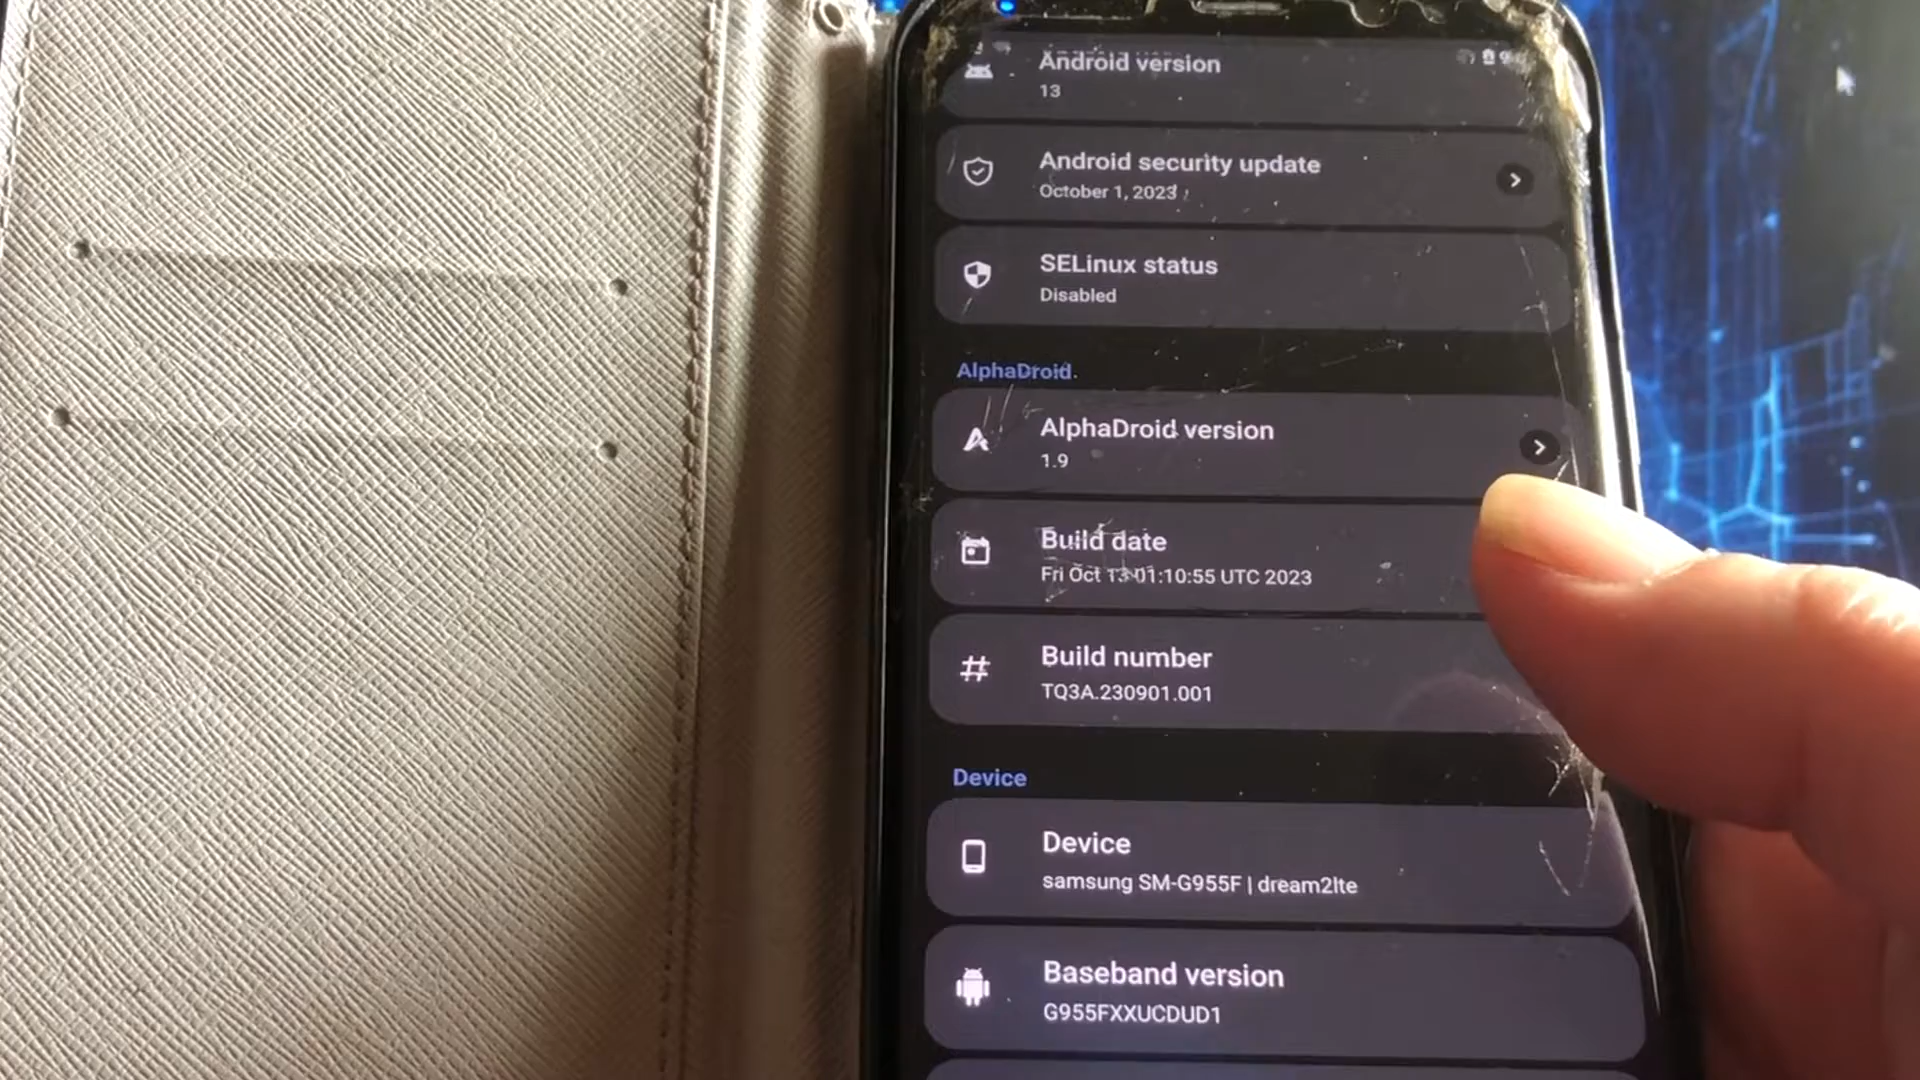 Android version
13
Android security update
October 1, 2023
SELinux status
Disabled
AlphaDroid
AlphaDroid version
1.9
Build date
Fri Oct 13 01:10:55 UTC 2023
Build number
TQ3A.230901.001
Device
Device
samsung SM-G955F | dream2lte
Baseband version
G955FXXUCDUD1